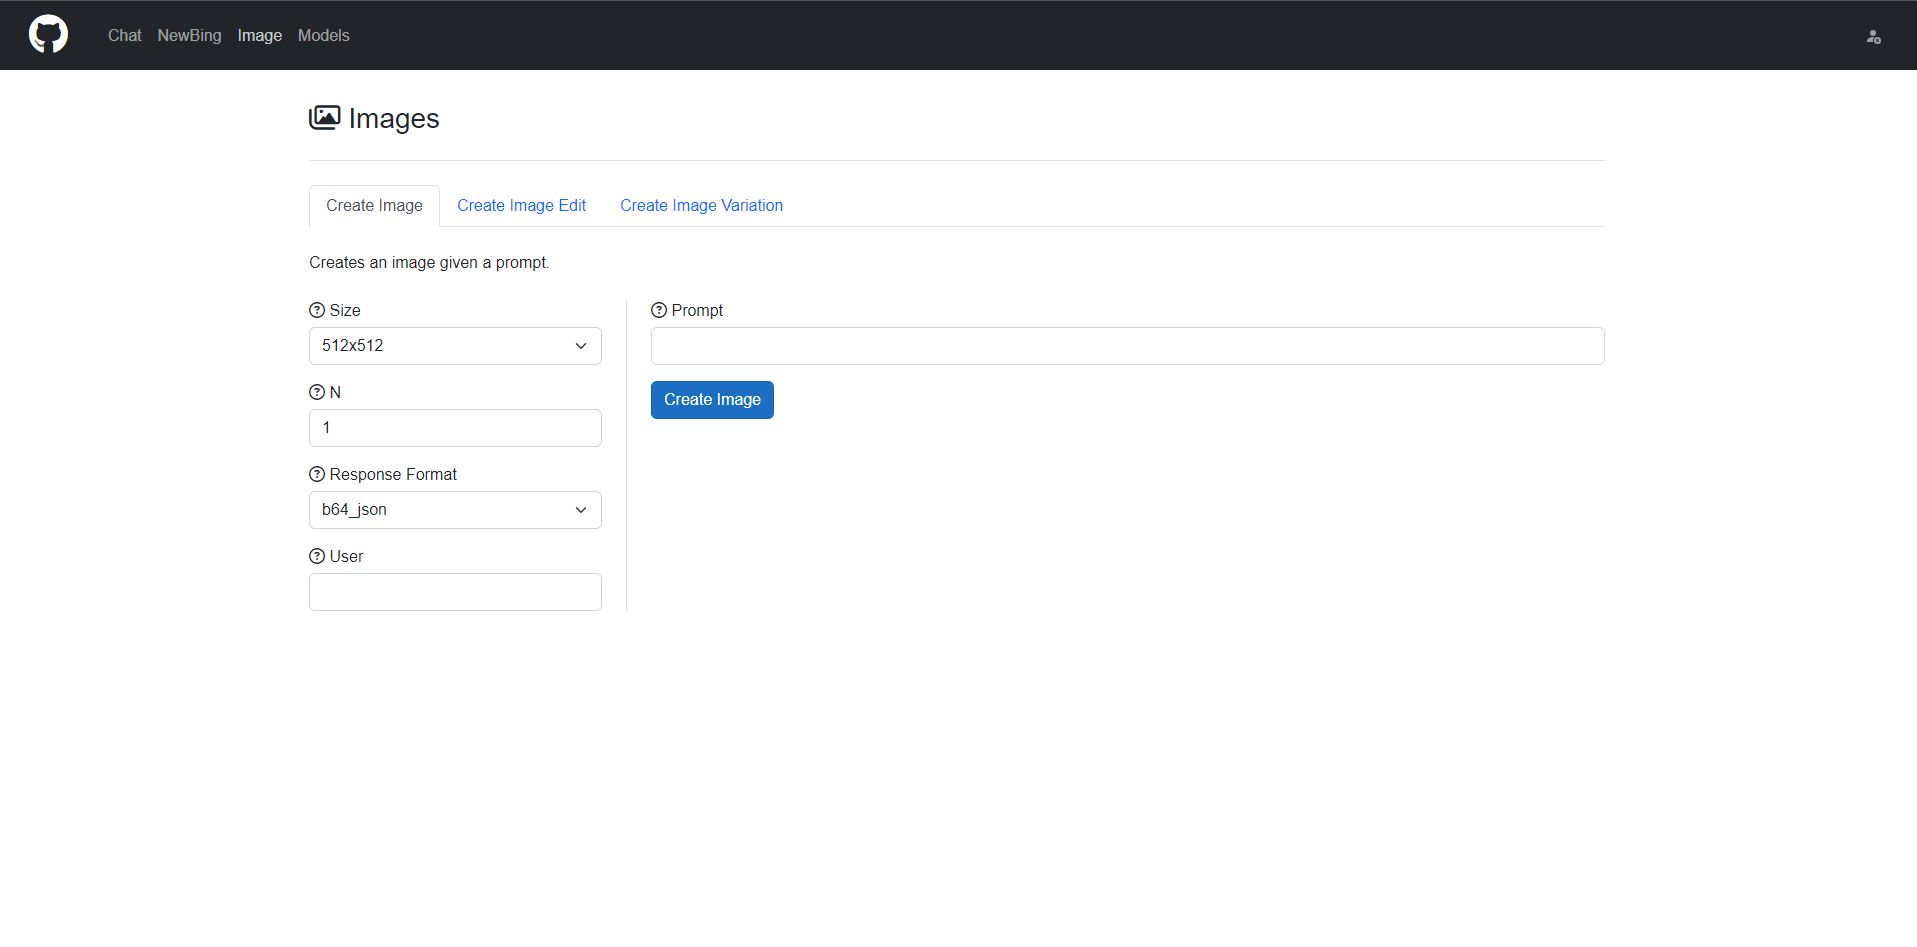 Chat NewBing Image Models
Images
Create Image Create Image Edit Create Image Variation
Creates an image given a prompt.
Size
512x512
N
1
Response Format
b64_json
User
Prompt
Create Image